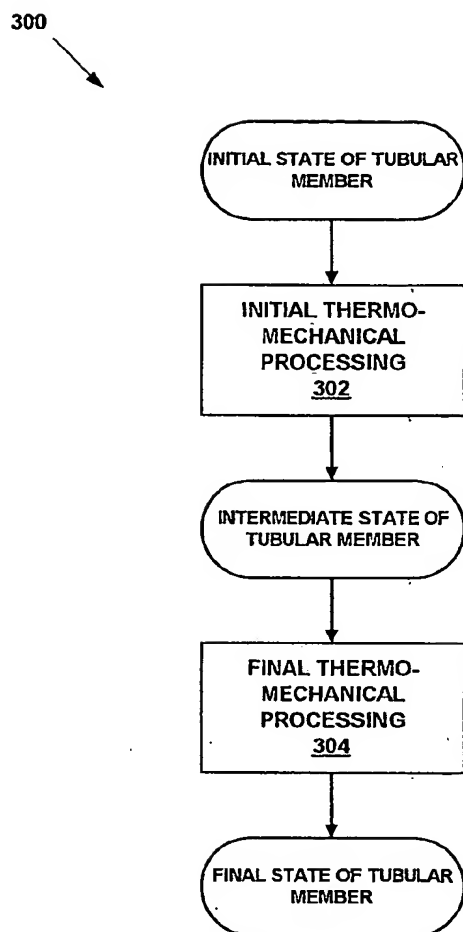 300
INITIAL STATE OF TUBULAR
MEMBER
INITIAL THERMO-
MECHANICAL
PROCESSING
302
INTERMEDIATE STATE OF
TUBULAR MEMBER
FINAL THERMO-
MECHANICAL
PROCESSING
304
FINAL STATE OF TUBULAR
MEMBER